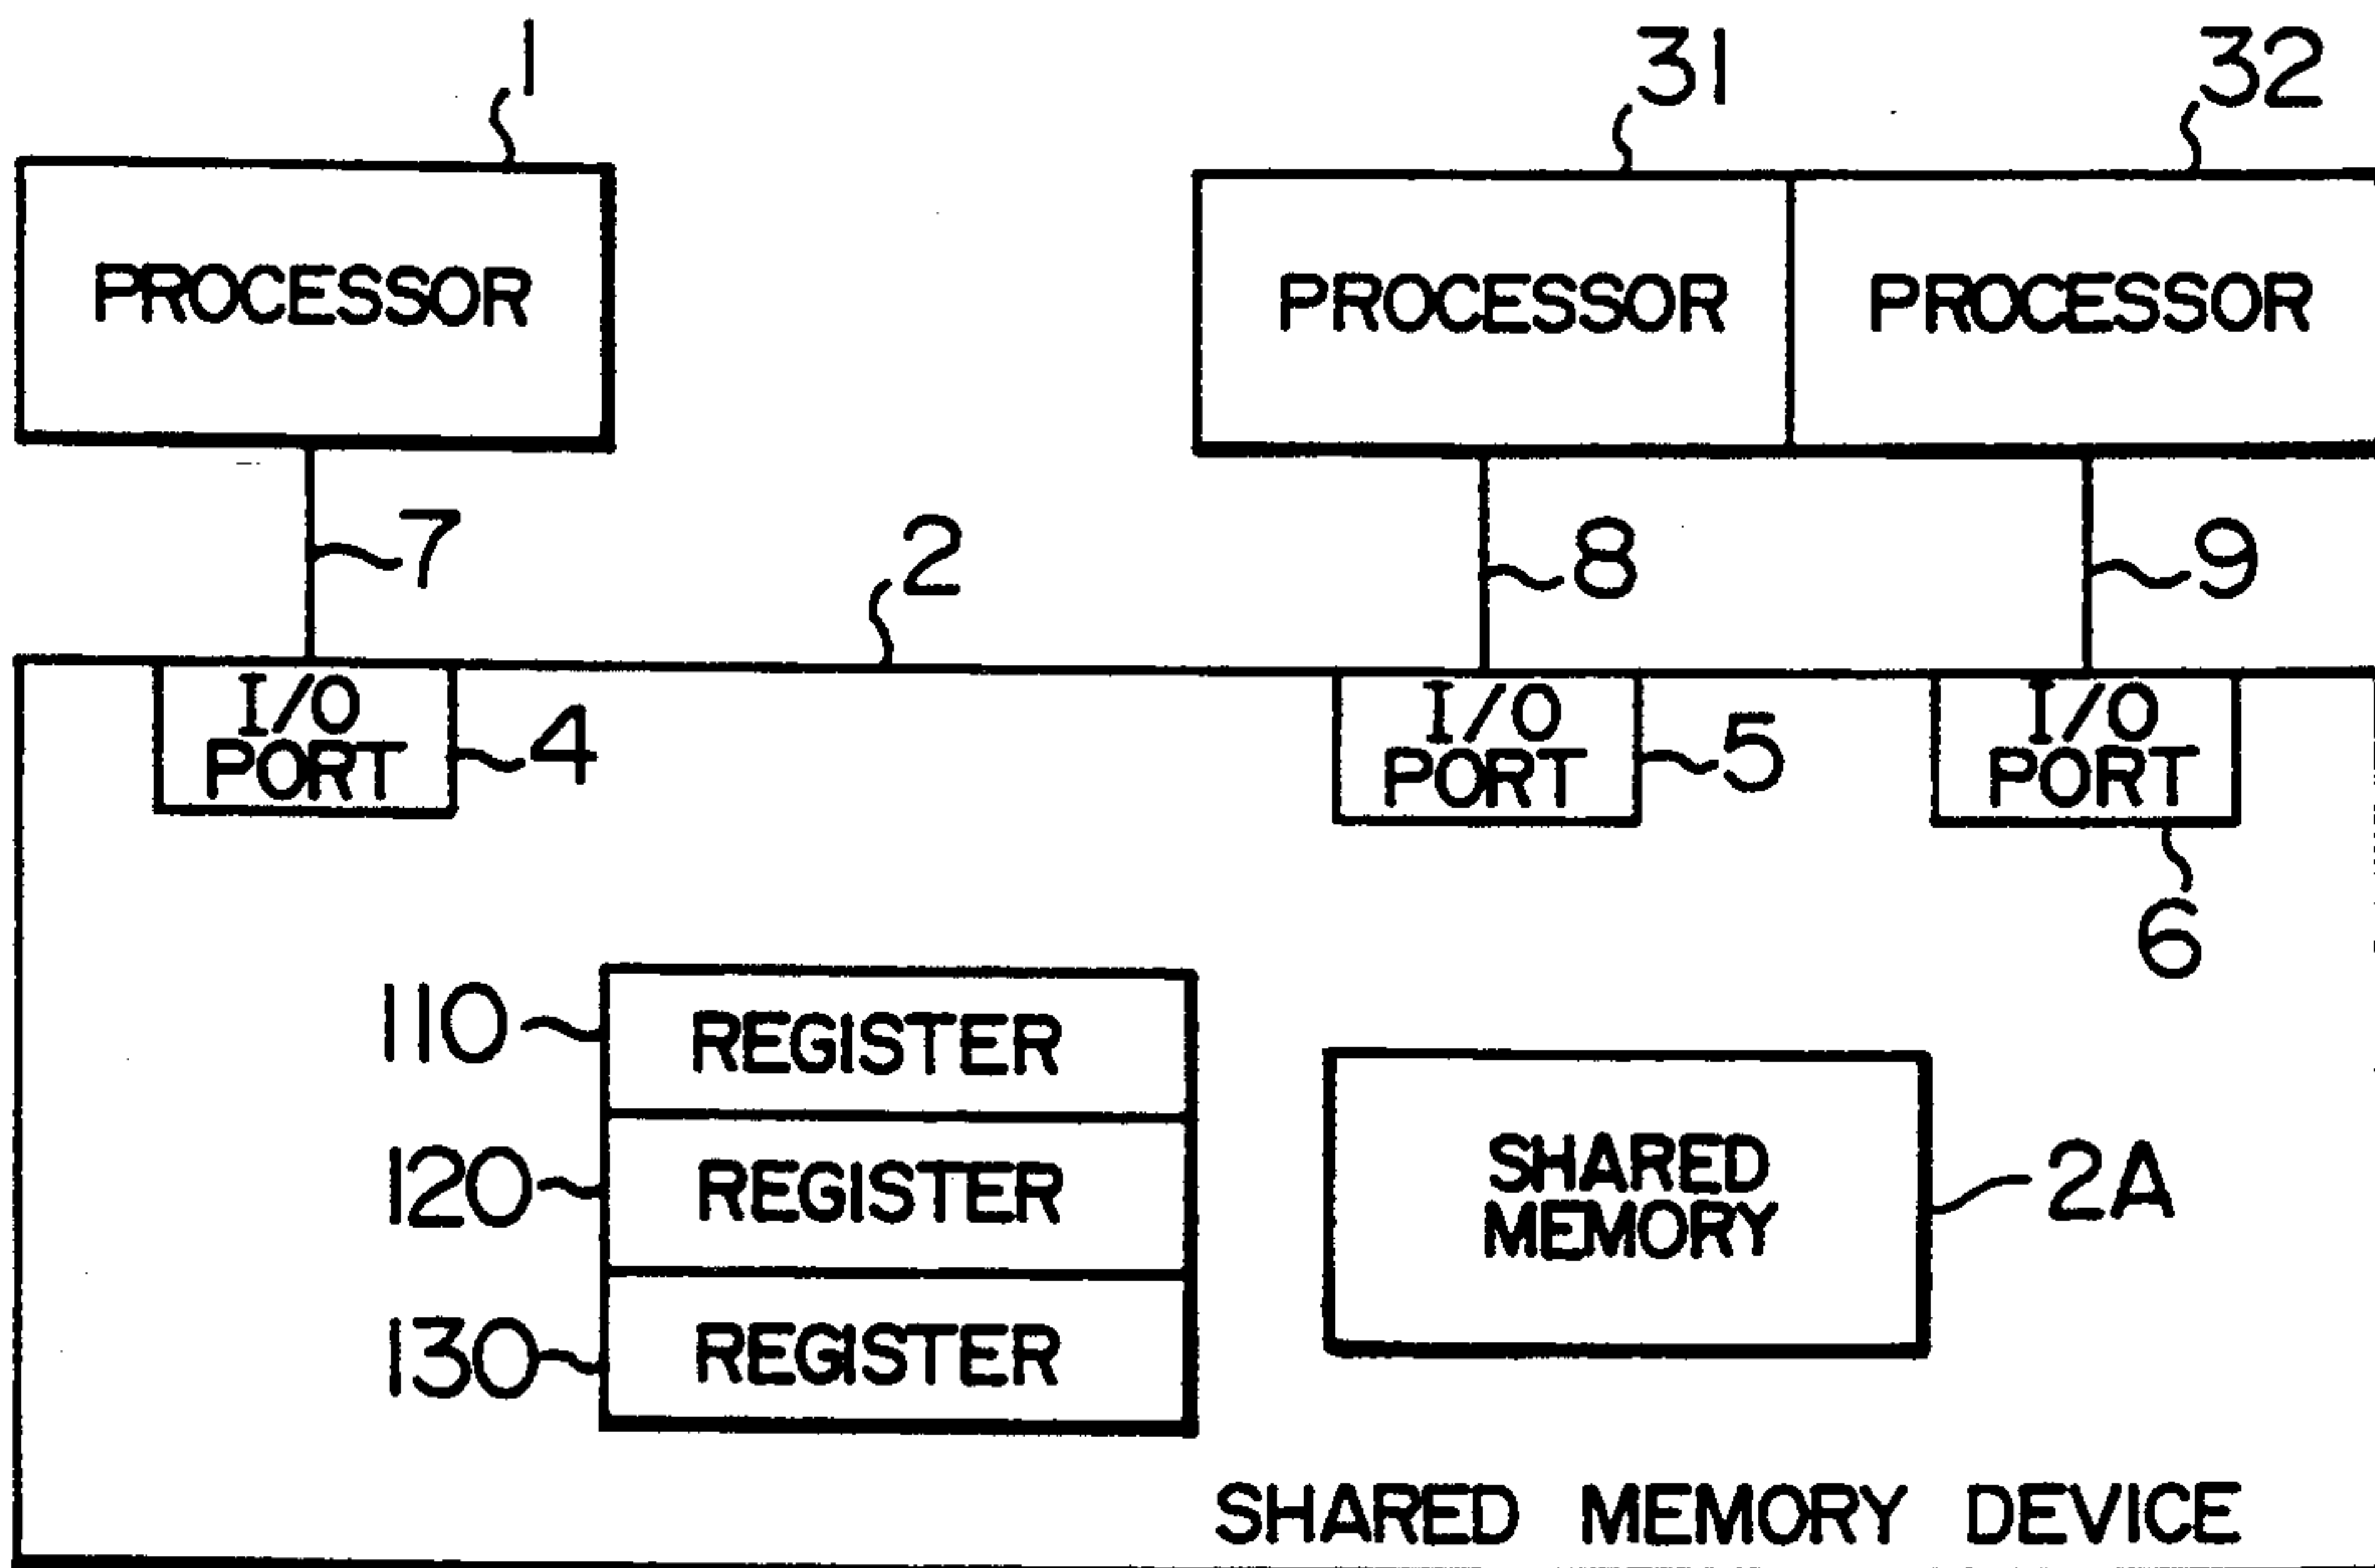 1
31
32
PROCESSOR
PROCESSOR
PROCESSOR
7
2
8
9
I/O
PORT
4
I/O
PORT
5
I/O
PORT
6
110
REGISTER
120
REGISTER
130
REGISTER
SHARED
MEMORY
2A
SHARED MEMORY DEVICE